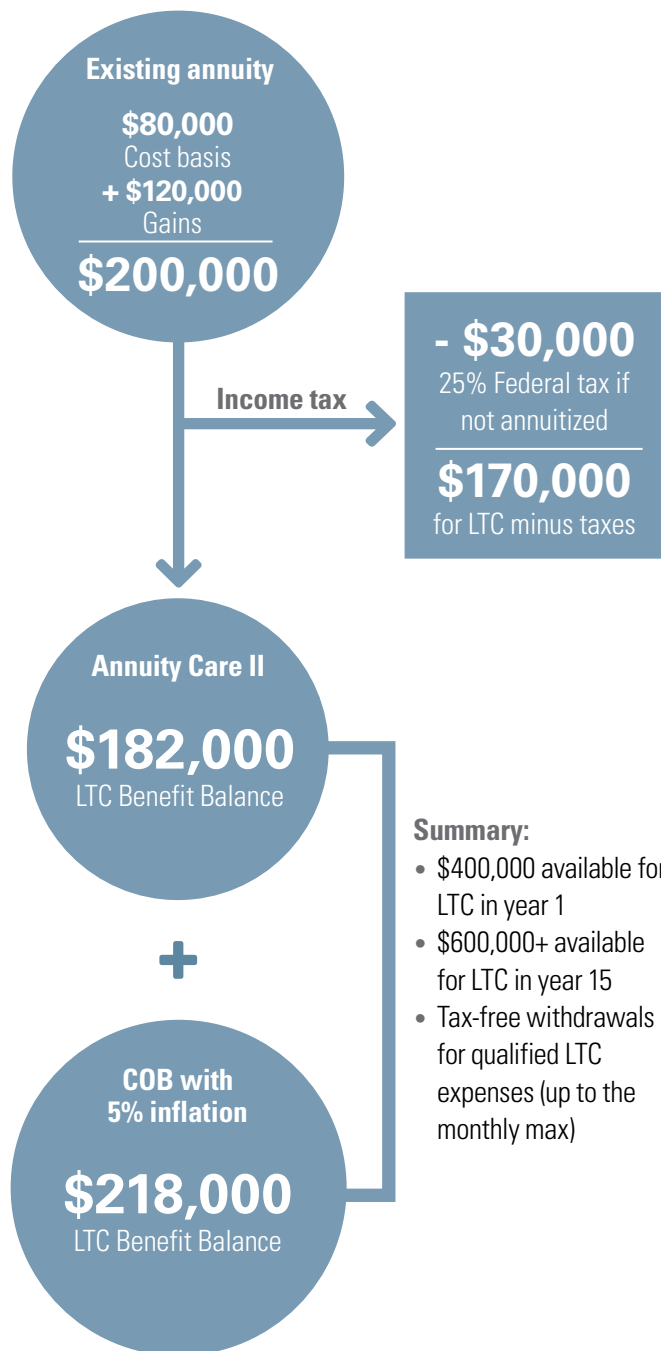 Existing annuity
$80,000
Cost basis
+ $120,000
Gains
$200,000
Income tax
- $30,000
25% Federal tax if
not annuitized
$170,000
for LTC minus taxes
Annuity Care II
$182,000
LTC Benefit Balance
+
COB with
5% inflation
$218,000
LTC Benefit Balance
Summary:
• $400,000 available for
LTC in year 1
• $600,000+ available
for LTC in year 15
• Tax-free withdrawals
for qualified LTC
expenses (up to the
monthly max)